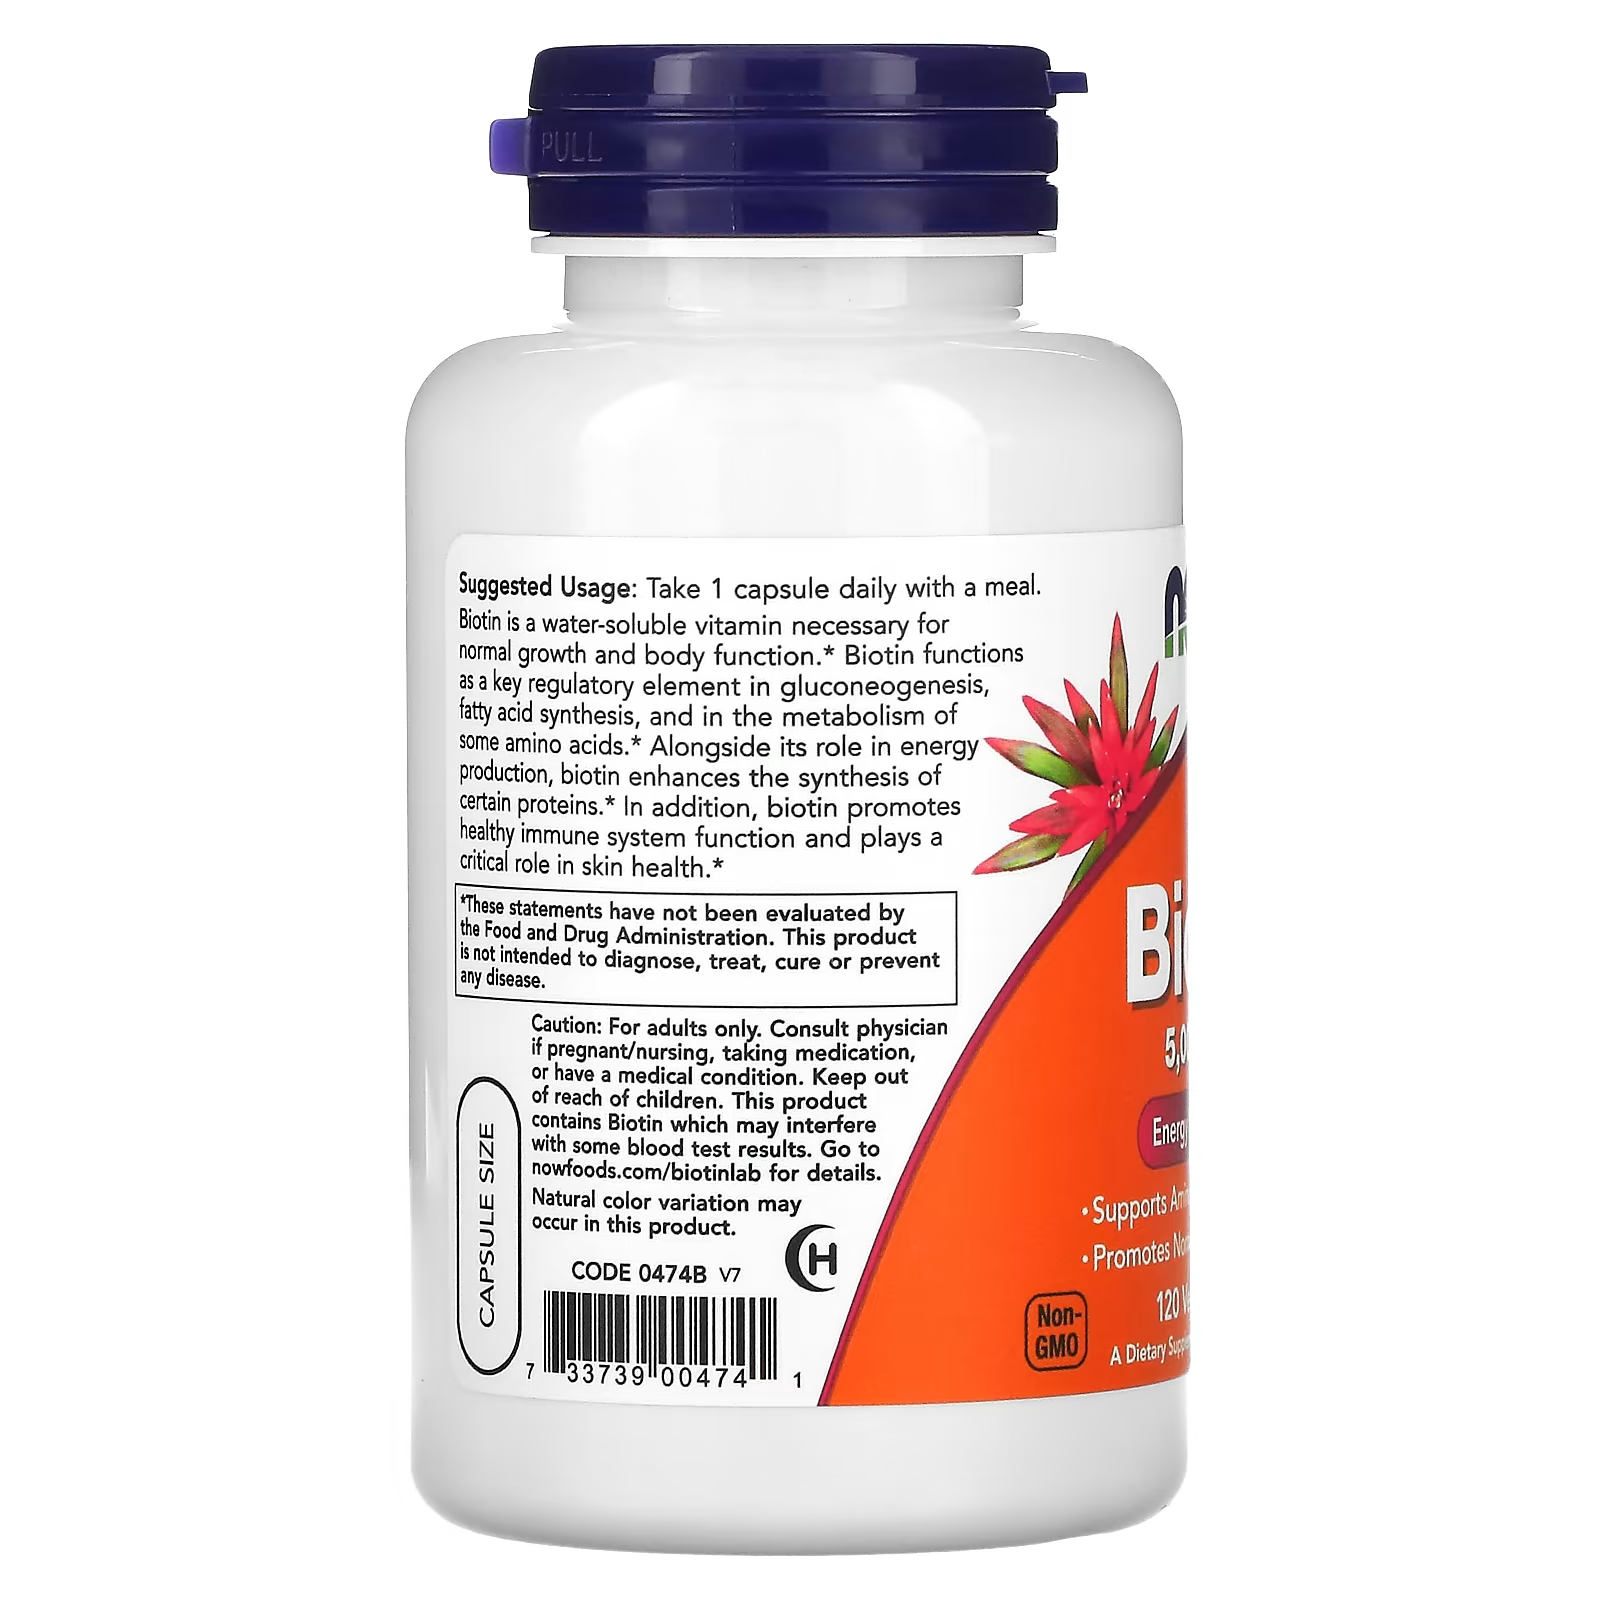 PULL
Suggested Usage: Take 1 capsule daily with a meal.
Biotin is a water-soluble vitamin necessary for
normal growth and body function.* Biotin functions
as a key regulatory element in gluconeogenesis,
fatty acid synthesis, and in the metabolism of
some amino acids.* Alongside its role in energy
production, biotin enhances the synthesis of
certain proteins.* In addition, biotin promotes
healthy immune system function and plays a
critical role in skin health.*
*These statements have not been evaluated by
the Food and Drug Administration. This product
is not intended to diagnose, treat, cure or prevent
any disease.
Caution: For adults only. Consult physician
if pregnant/nursing, taking medication,
or have a medical condition. Keep out
of reach of children. This product
contains Biotin which may interfere
with some blood test results. Go to
nowfoods.com/biotinlab for details.
Natural color variation may
occur in this product.
CAPSULE SIZE
CH
CODE 0474B V7
7 33739 00474 1
Energy
• Supports
• Promotes
Non-
GMO
120
A Dietary